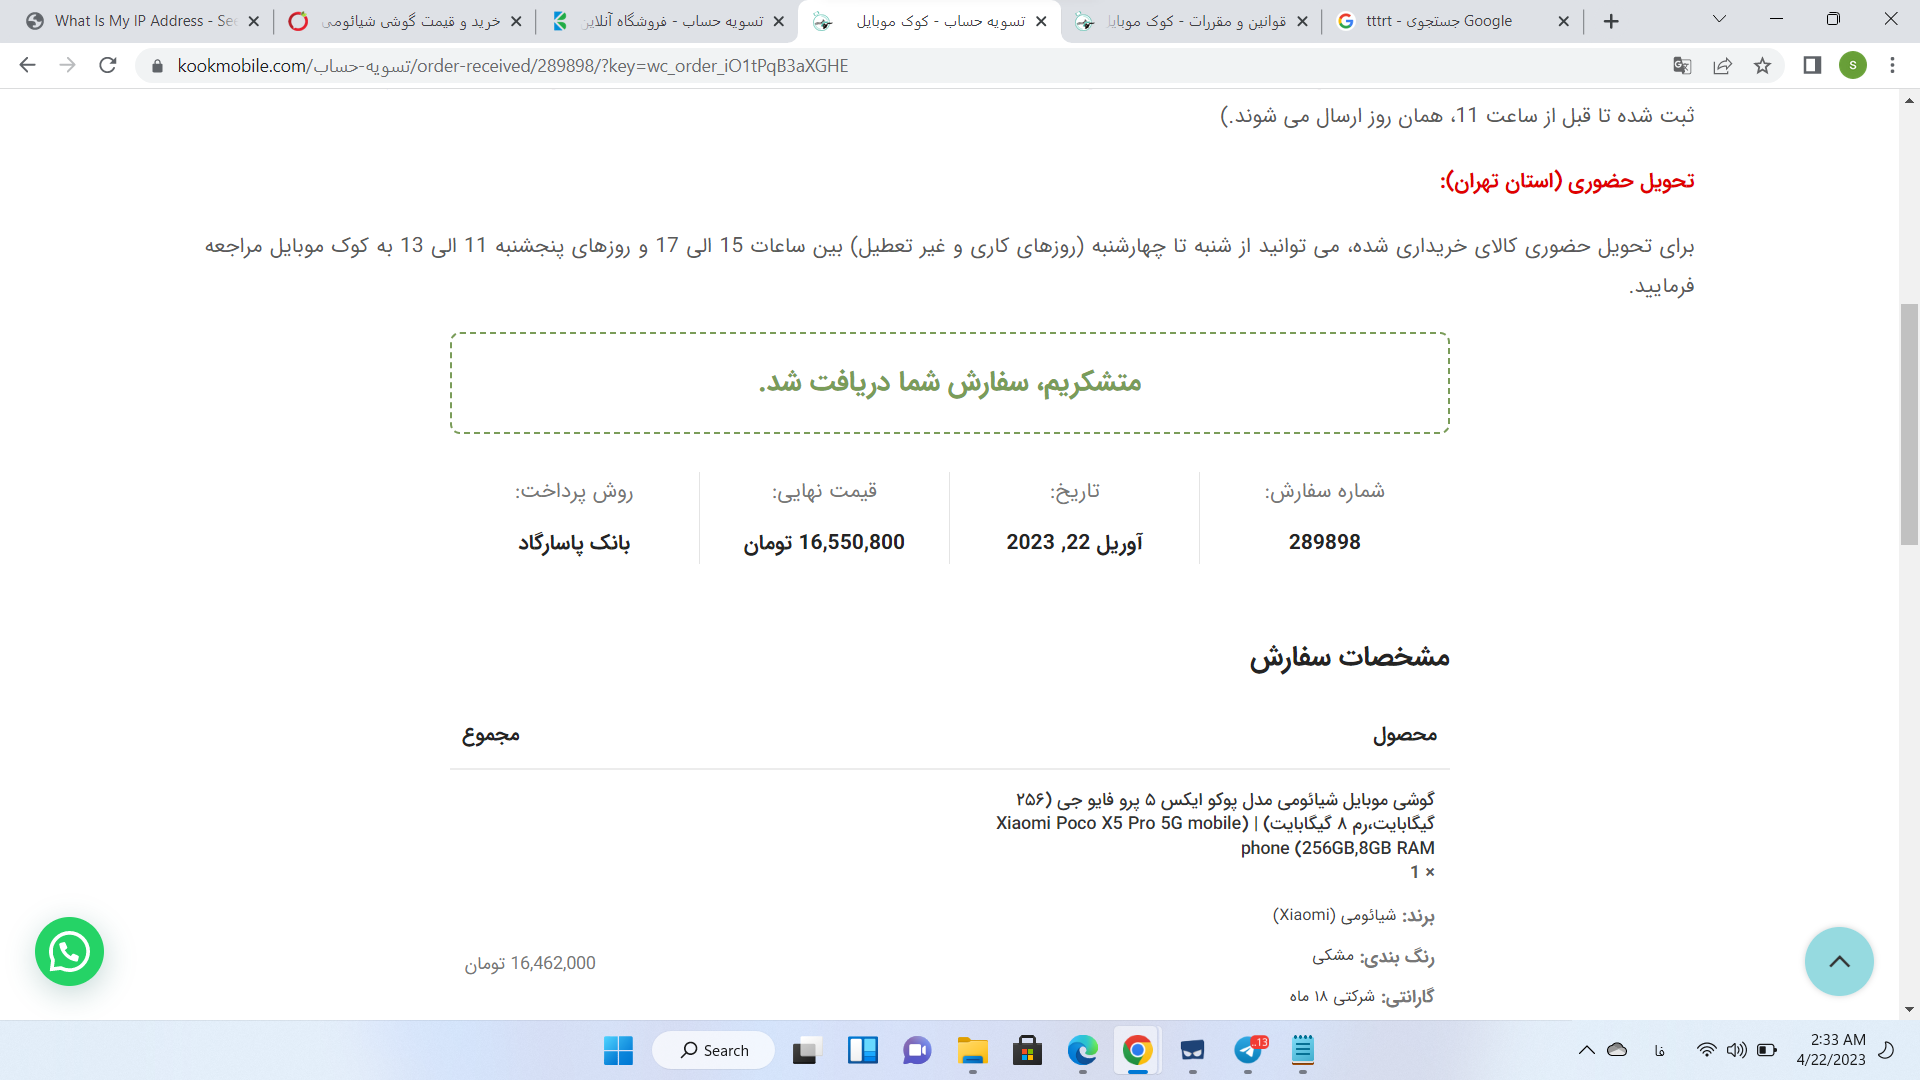 What Is My IP Address - See
خرید و قیمت گوشی شیائومی
تسویه حساب - فروشگاه آنلاین
تسویه حساب - کوک موبایل
قوانین و مقررات - کوک موبایل
tttrt - جستجوی Google
kookmobile.com/تسویه-حساب/order-received/289898/?key=wc_order_iO1tPqB3aXGHE
s
ثبت شده تا قبل از ساعت 11، همان روز ارسال می شوند.)
تحویل حضوری (استان تهران):
برای تحویل حضوری کالای خریداری شده، می توانید از شنبه تا چهارشنبه (روزهای کاری و غیر تعطیل) بین ساعات 15 الی 17 و روزهای پنجشنبه 11 الی 13 به کوک موبایل مراجعه
فرمایید.
متشکریم، سفارش شما دریافت شد.
شماره سفارش:
289898
تاریخ:
آوریل 22, 2023
قیمت نهایی:
16,550,800 تومان
روش پرداخت:
بانک پاسارگاد
مشخصات سفارش
محصول
مجموع
گوشی موبایل شیائومی مدل پوکو ایکس ۵ پرو فایو جی (۲۵۶
گیگابایت،رم ۸ گیگابایت) | (Xiaomi Poco X5 Pro 5G mobile
phone (256GB,8GB RAM
× 1
برند: شیائومی (Xiaomi)
رنگ بندی: مشکی
گارانتی: شرکتی ۱۸ ماه
16,462,000 تومان
Search
13
فا
2:33 AM
4/22/2023